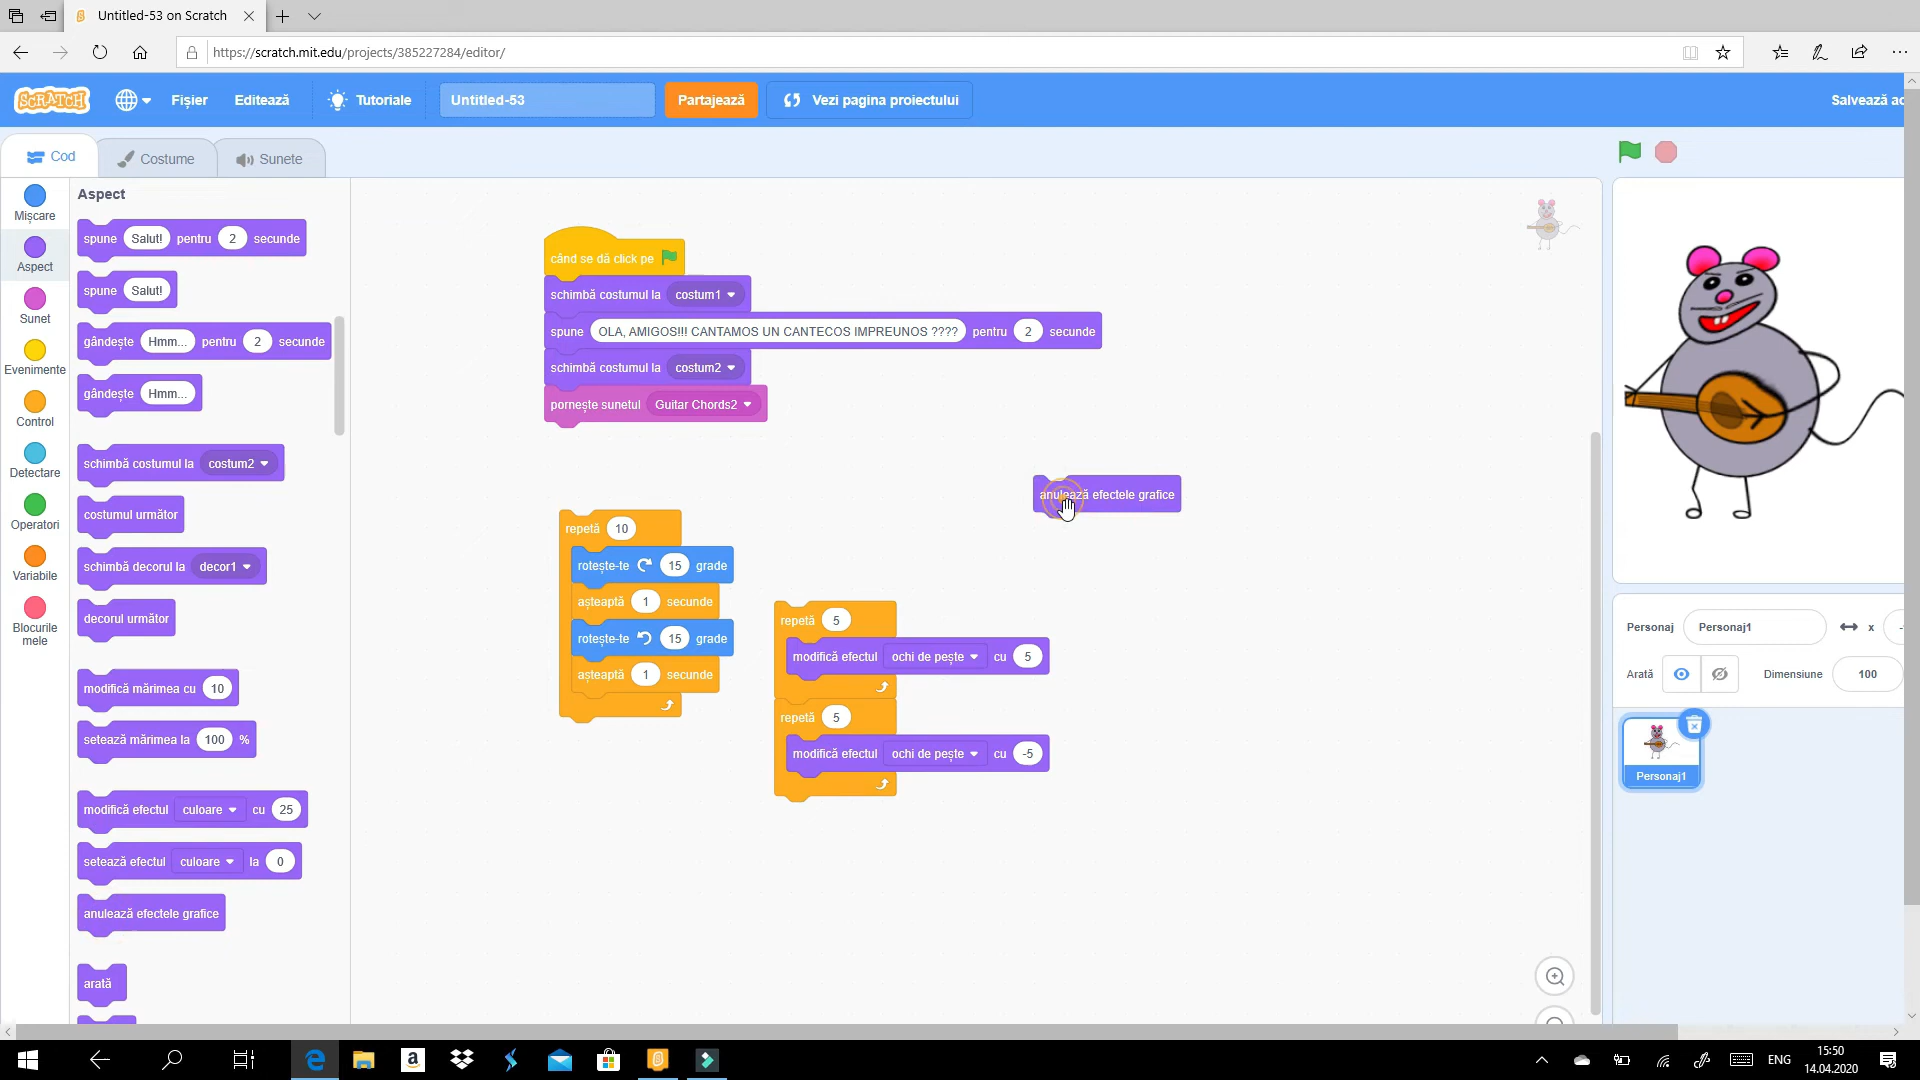 Untitled-53 on Scratch
https://scratch.mit.edu/projects/385227284/editor/
SCRATCH
Fișier
Editează
Tutoriale
Untitled-53
Partajează
Vezi pagina proiectului
Salvează ac
Cod
Costume
Sunete
Mișcare
Aspect
Sunet
Evenimente
Control
Detectare
Operatori
Variabile
Blocurile
mele
Aspect
spune Salut! pentru 2 secunde
spune Salut!
gândește Hmm... pentru 2 secunde
gândește Hmm...
schimbă costumul la costum2
costumul următor
schimbă decorul la decor1
decorul următor
modifică mărimea cu 10
setează mărimea la 100 %
modifică efectul culoare cu 25
setează efectul culoare la 0
anulează efectele grafice
arată
când se dă click pe
schimbă costumul la costum1
spune OLA, AMIGOS!!! CANTAMOS UN CANTECOS IMPREUNOS ???? pentru 2 secunde
schimbă costumul la costum2
pornește sunetul Guitar Chords2
anulează efectele grafice
repetă 10
rotește-te 15 grade
așteaptă 1 secunde
rotește-te 15 grade
așteaptă 1 secunde
repetă 5
modifică efectul ochi de pește cu 5
repetă 5
modifică efectul ochi de pește cu -5
Personaj Personaj1 x
Arată Dimensiune 100
Personaj1
ENG
15:50
14.04.2020